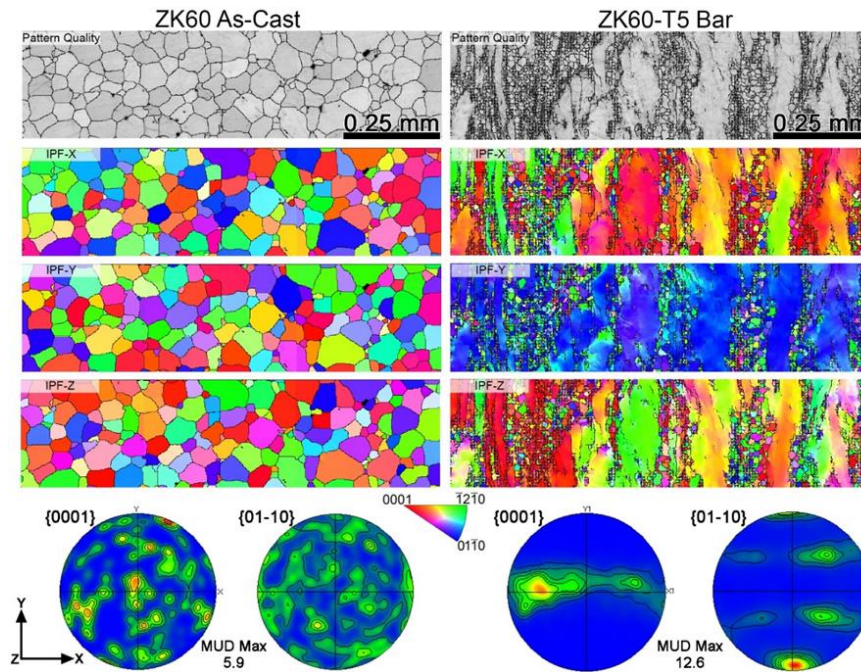 ZK60 As-Cast
ZK60-T5 Bar
Pattern Quality
0.25 mm
Pattern Quality
0.25 mm
IPF-X
IPF-X
IPF-Y
IPF-Y
IPF-Z
IPF-Z
0001
1̄21̄0
011̄0
{0001}
{01-10}
{0001}
{01-10}
Y
X
Y1
X1
Y
Z
X
MUD Max
5.9
MUD Max
12.6